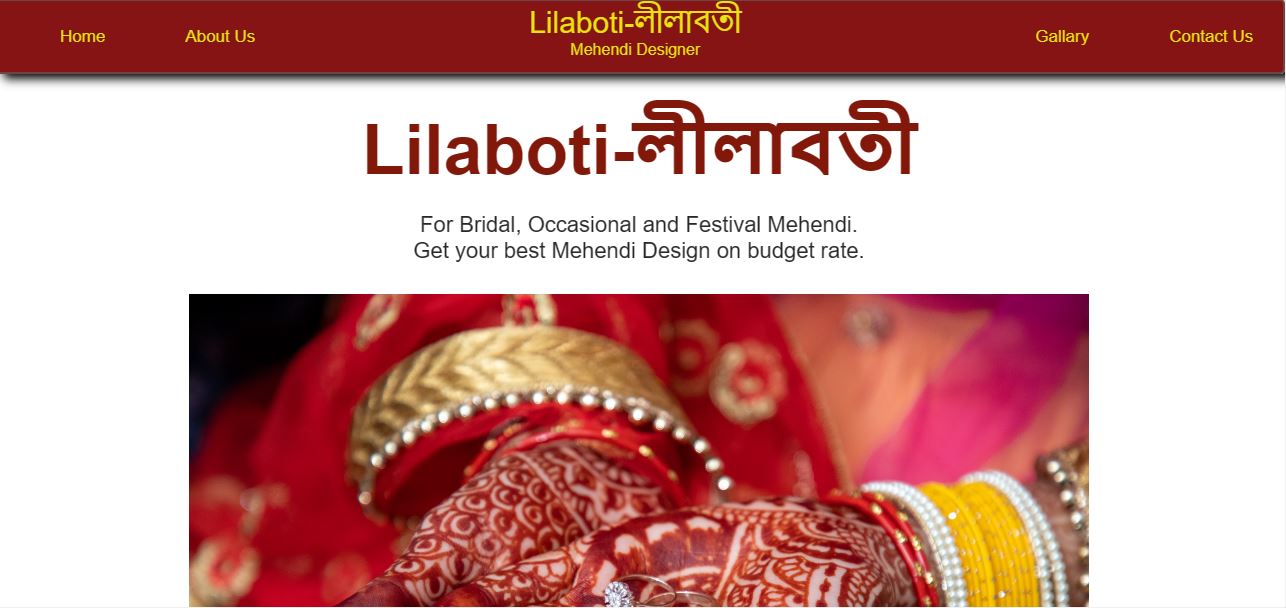 Home
About Us
Lilaboti-লীলাবতী
Mehendi Designer
Gallary
Contact Us
Lilaboti-লীলাবতী
For Bridal, Occasional and Festival Mehendi.
Get your best Mehendi Design on budget rate.